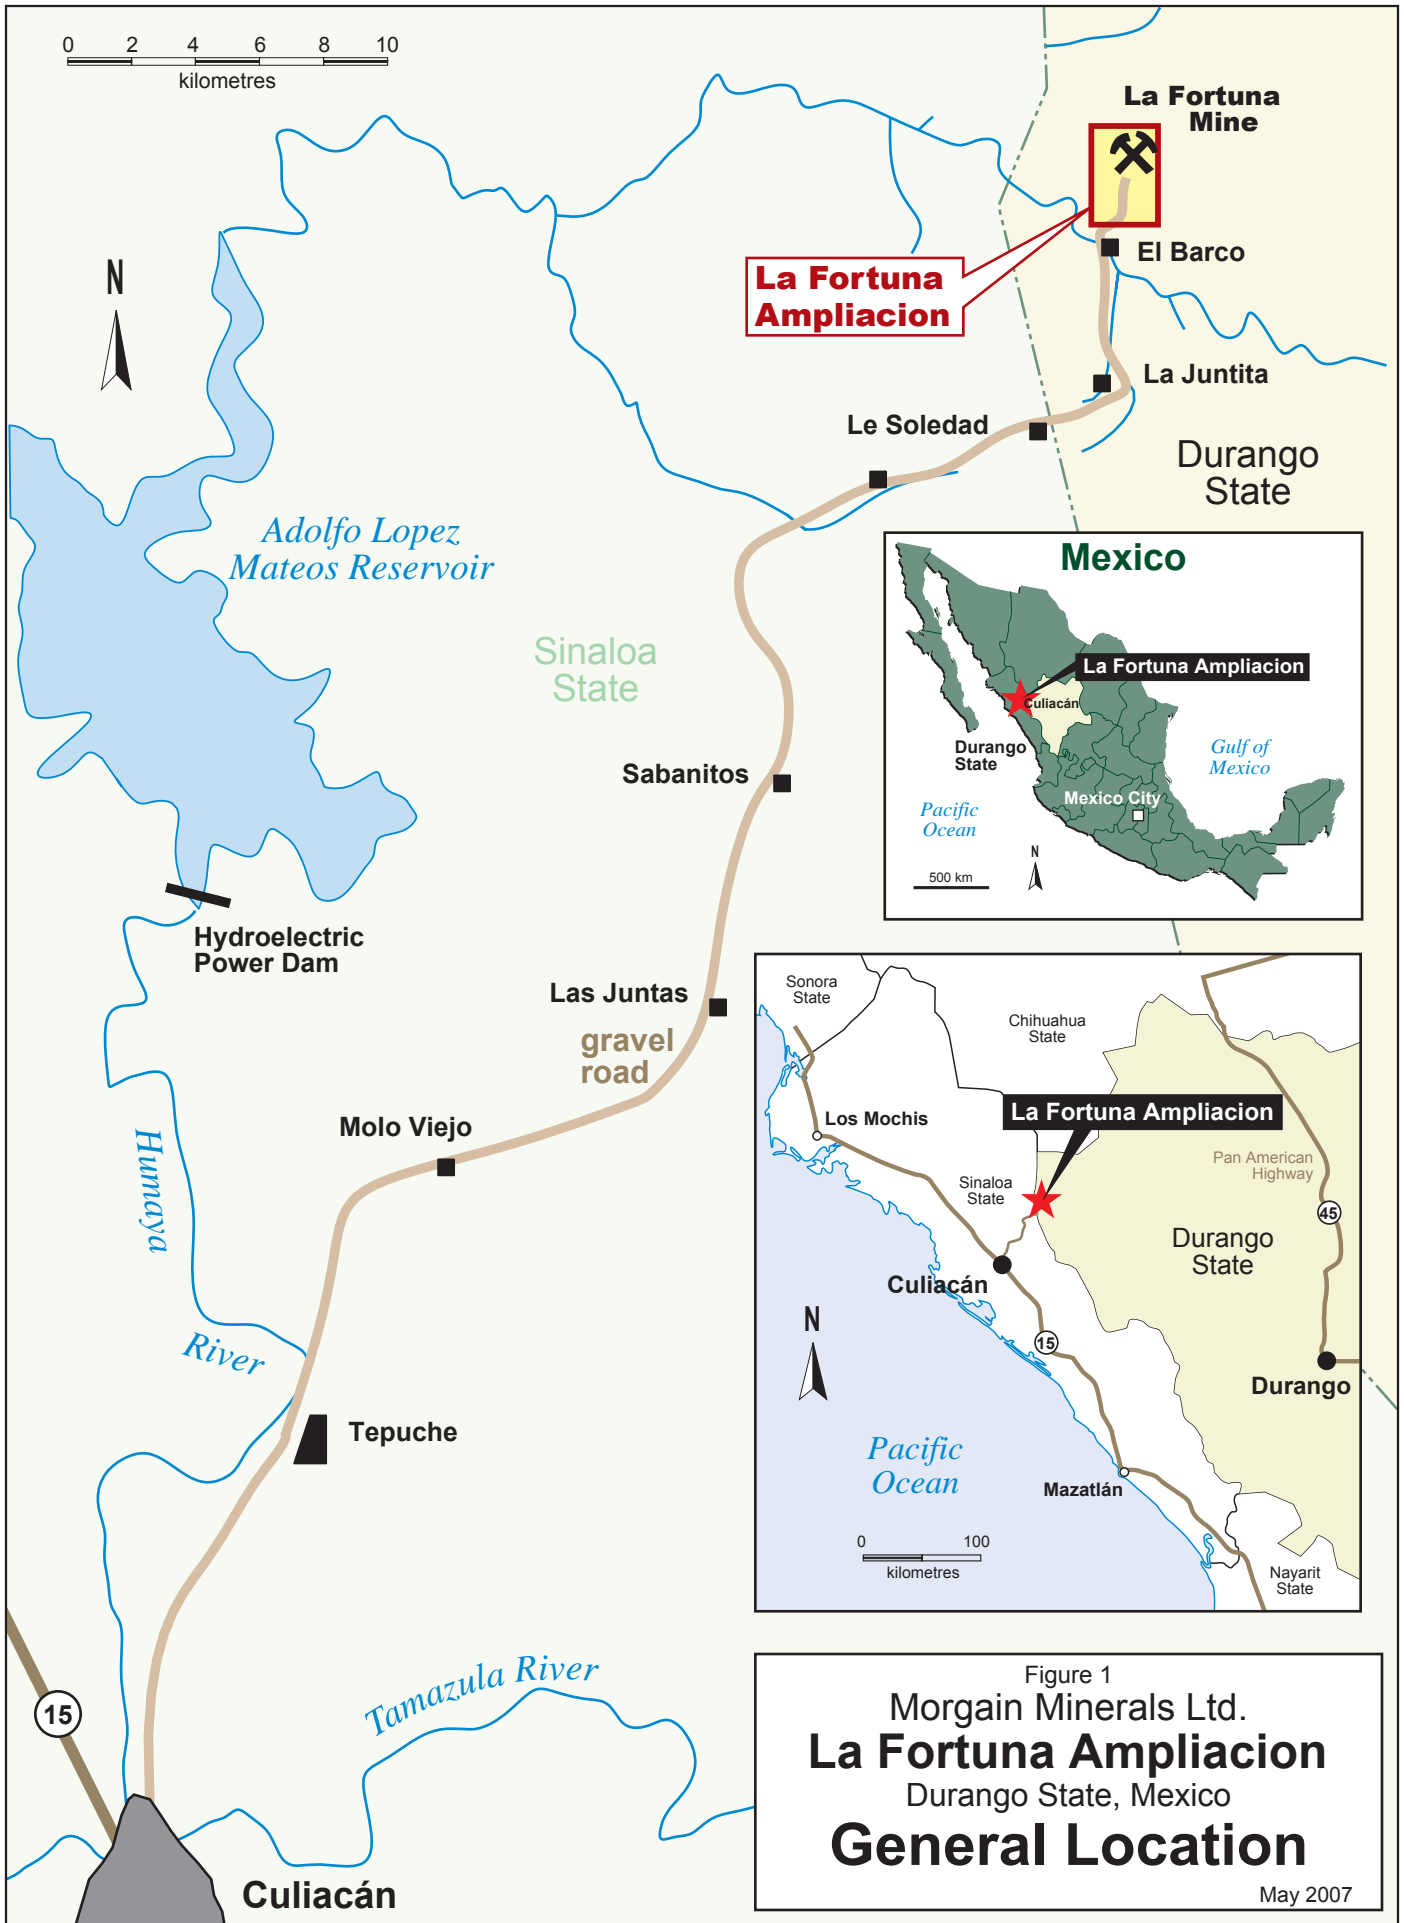 0 2 4 6 8 10
kilometres
La Fortuna
Mine
N
El Barco
La Fortuna
Ampliacion
La Juntita
Le Soledad
Durango
State
Adolfo Lopez
Mateos Reservoir
Sinaloa
State
Mexico
La Fortuna Ampliacion
Culiacán
Durango
State
Gulf of
Mexico
Mexico City
Pacific
Ocean
N
500 km
Sabanitos
Hydroelectric
Power Dam
Las Juntas
gravel
road
Molo Viejo
Humaya
River
Tepuche
Sonora
State
Chihuahua
State
La Fortuna Ampliacion
Los Mochis
Pan American
Highway
Sinaloa
State
45
Durango
State
Culiacán
N
15
Durango
Pacific
Ocean
Mazatlán
0 100
kilometres
Nayarit
State
Tamazula River
15
Culiacán
Figure 1
Morgain Minerals Ltd.
La Fortuna Ampliacion
Durango State, Mexico
General Location
May 2007